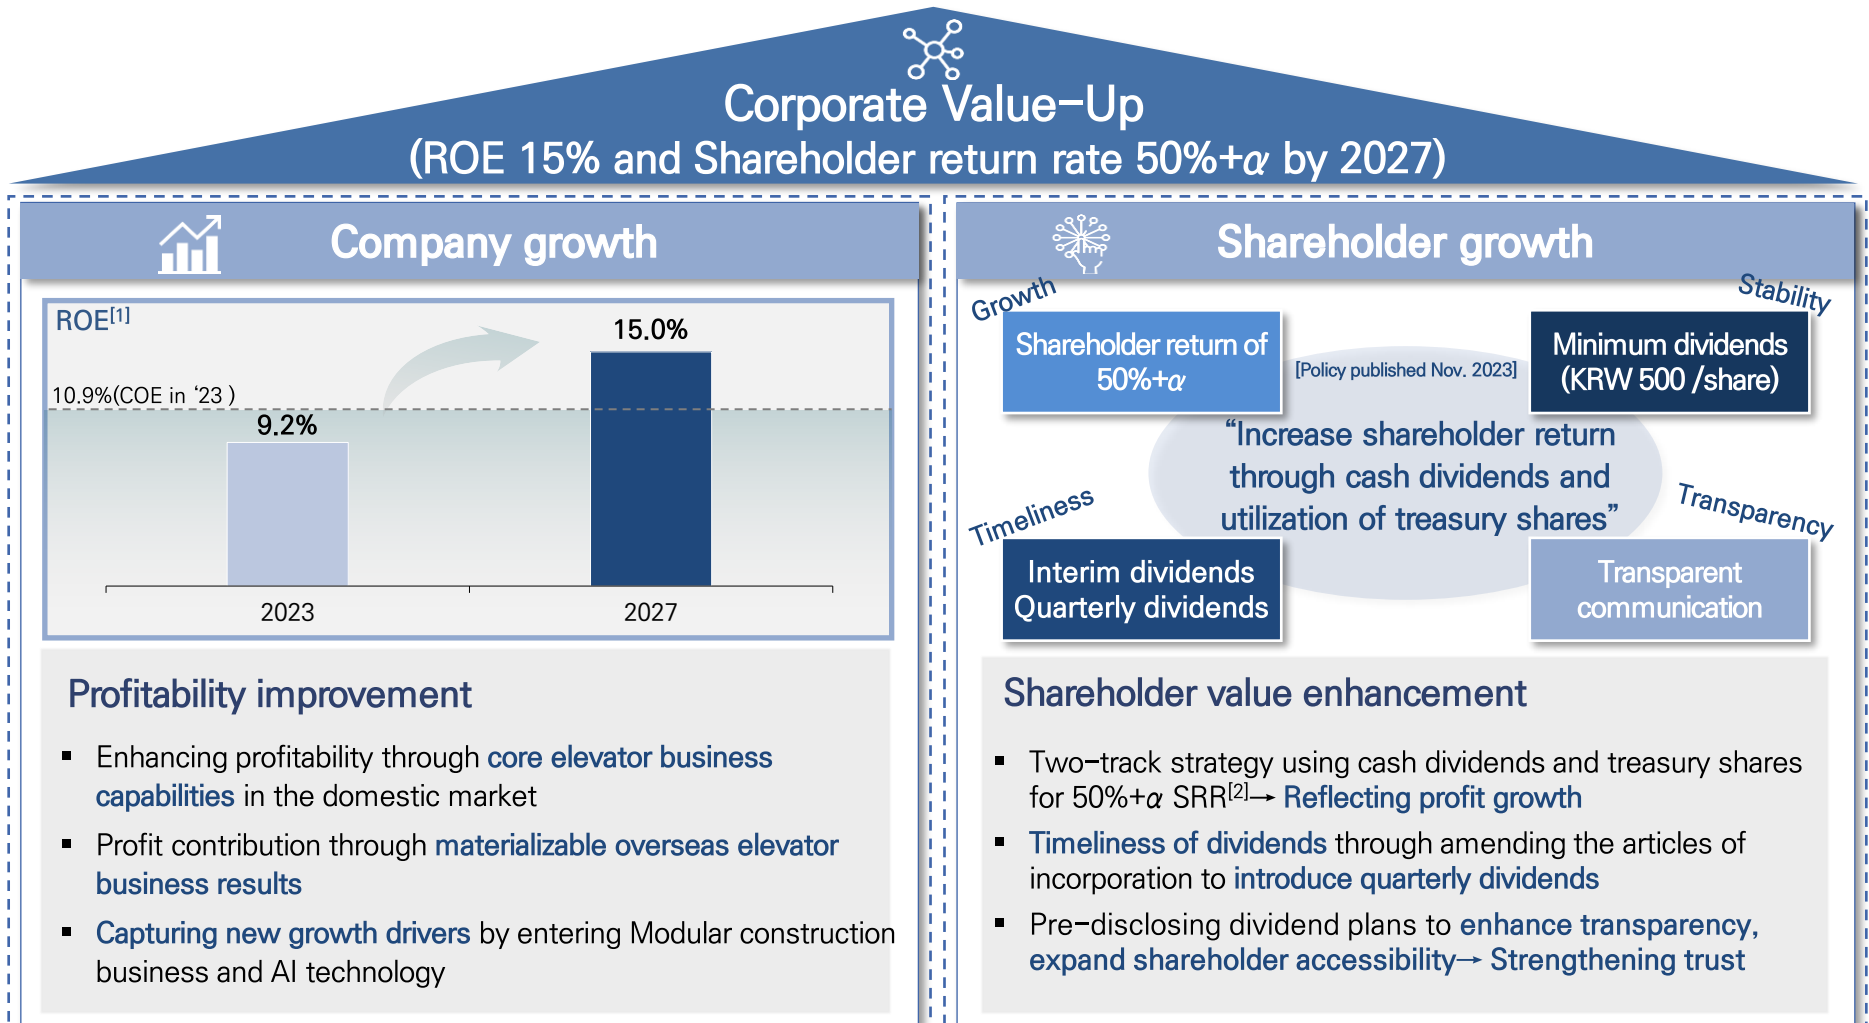 Corporate Value-Up
(ROE 15% and Shareholder return rate 50%+α by 2027)
Company growth
ROE[1]
15.0%
10.9%(COE in ‘23 )
9.2%
2023
2027
Profitability improvement
▪ Enhancing profitability through core elevator business
capabilities in the domestic market
▪ Profit contribution through materializable overseas elevator
business results
▪ Capturing new growth drivers by entering Modular construction
business and AI technology
Shareholder growth
Growth
Stability
Shareholder return of
50%+α
Minimum dividends
(KRW 500 /share)
[Policy published Nov. 2023]
“Increase shareholder return
through cash dividends and
utilization of treasury shares”
Timeliness
Transparency
Interim dividends
Quarterly dividends
Transparent
communication
Shareholder value enhancement
▪ Two-track strategy using cash dividends and treasury shares
for 50%+α SRR[2]→ Reflecting profit growth
▪ Timeliness of dividends through amending the articles of
incorporation to introduce quarterly dividends
▪ Pre-disclosing dividend plans to enhance transparency,
expand shareholder accessibility→ Strengthening trust